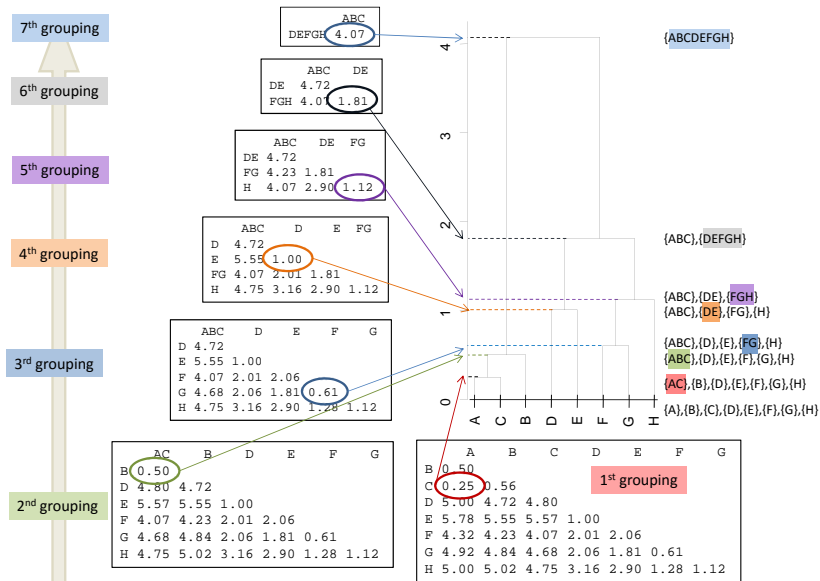 7th grouping
6th grouping
5th grouping
4th grouping
3rd grouping
2nd grouping
ABC
DEFGH 4.07
ABC DE
DE 4.72
FGH 4.07 1.81
ABC DE FG
DE 4.72
FG 4.23 1.81
H 4.07 2.90 1.12
ABC D E FG
D 4.72
E 5.55 1.00
FG 4.07 2.01 1.81
H 4.75 3.16 2.90 1.12
ABC D E F G
D 4.72
E 5.55 1.00
F 4.07 2.01 2.06
G 4.68 2.06 1.81 0.61
H 4.75 3.16 2.90 1.28 1.12
AC B D E F G
B 0.50
D 4.80 4.72
E 5.57 5.55 1.00
F 4.07 4.23 2.01 2.06
G 4.68 4.84 2.06 1.81 0.61
H 4.75 5.02 3.16 2.90 1.28 1.12
A B C D E F G
B 0.50
C 0.25 0.56
D 5.00 4.72 4.80
E 5.78 5.55 5.57 1.00
F 4.32 4.23 4.07 2.01 2.06
G 4.92 4.84 4.68 2.06 1.81 0.61
H 5.00 5.02 4.75 3.16 2.90 1.28 1.12
1st grouping
4
3
2
1
0
A C B D E F G H
{ABCDEFGH}
{ABC},{DEFGH}
{ABC},{DE},{FGH}
{ABC},{DE},{FG},{H}
{ABC},{D},{E},{FG},{H}
{ABC},{D},{E},{F},{G},{H}
{AC},{B},{D},{E},{F},{G},{H}
{A},{B},{C},{D},{E},{F},{G},{H}